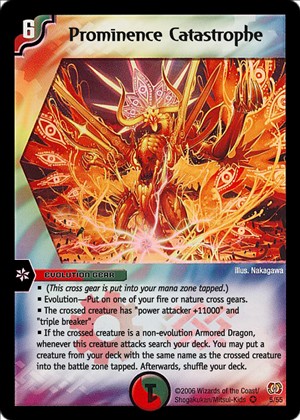 6
Prominence Catastrophe
Illus. Nakagawa
EVOLUTION GEAR
▪ (This cross gear is put into your mana zone tapped.)
▪ Evolution—Put on one of your fire or nature cross gears.
▪ The crossed creature has "power attacker +11000" and
"triple breaker".
▪ If the crossed creature is a non-evolution Armored Dragon,
whenever this creature attacks search your deck. You may put a
creature from your deck with the same name as the crossed creature
into the battle zone tapped. Afterwards, shuffle your deck.
1
©2006 Wizards of the Coast/
Shogakukan/Mitsui-Kids
5/55